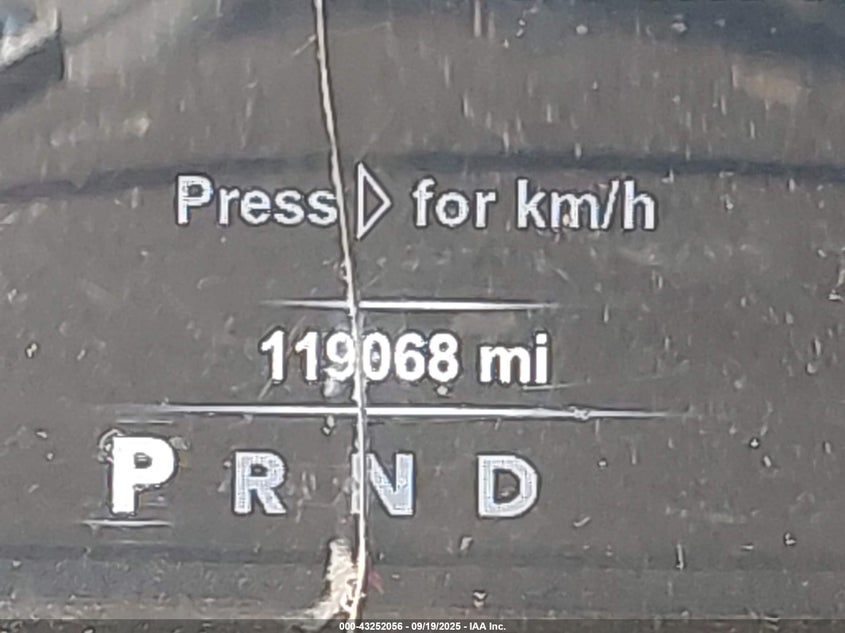 Press ▷ for km/h
119068 mi
P R N D
000-43252056 - 09/19/2025 - IAA Inc.